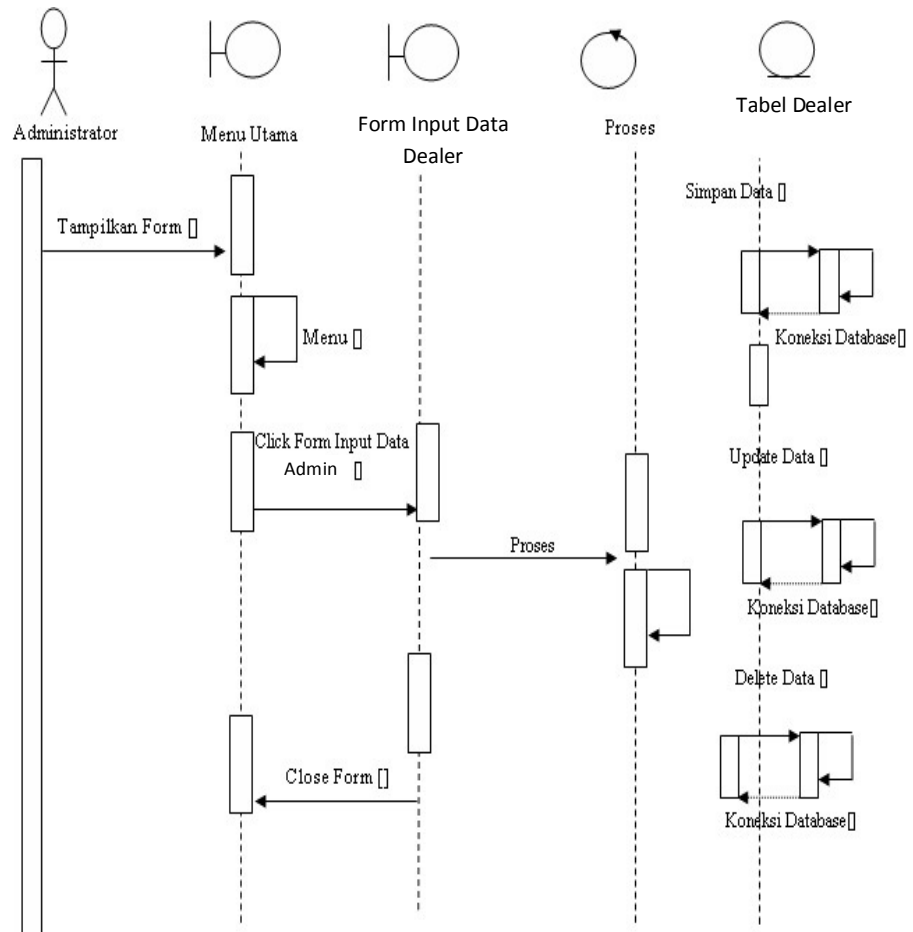 Administrator
Menu Utama
Form Input Data
Dealer
Proses
Tabel Dealer
Simpan Data []
Tampilkan Form []
Menu []
Koneksi Database[]
Click Form Input Data
Admin []
Update Data []
Proses
Koneksi Database[]
Delete Data []
Close Form []
Koneksi Database[]